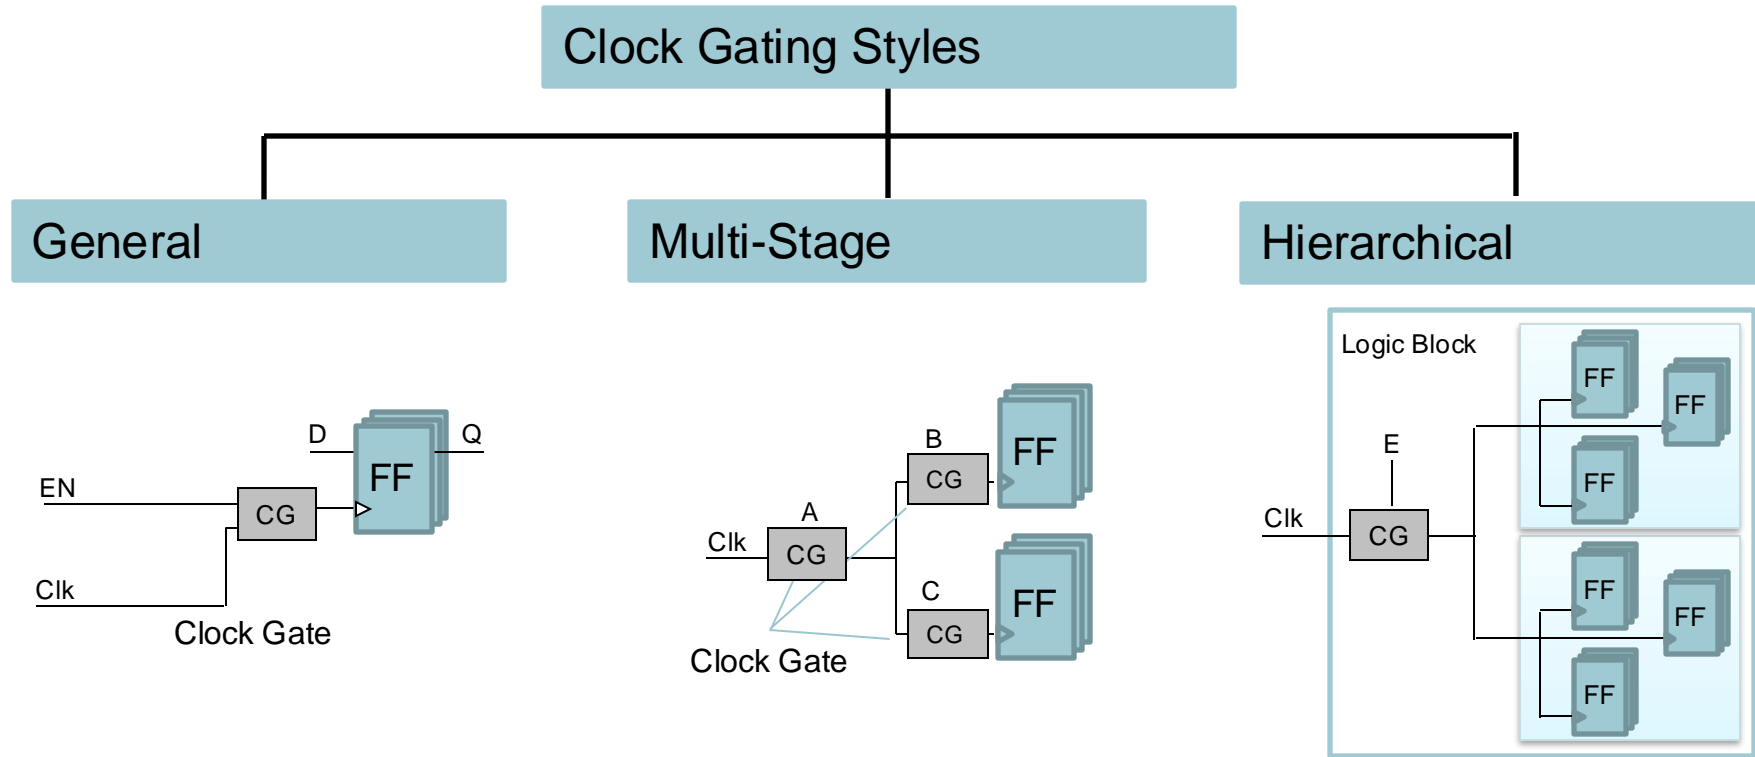 Clock Gating Styles
General
Multi-Stage
Hierarchical
D
Q
FF
EN
CG
Clk
Clock Gate
B
FF
CG
A
Clk
CG
C
FF
CG
Clock Gate
Logic Block
FF
FF
E
FF
Clk
CG
FF
FF
FF